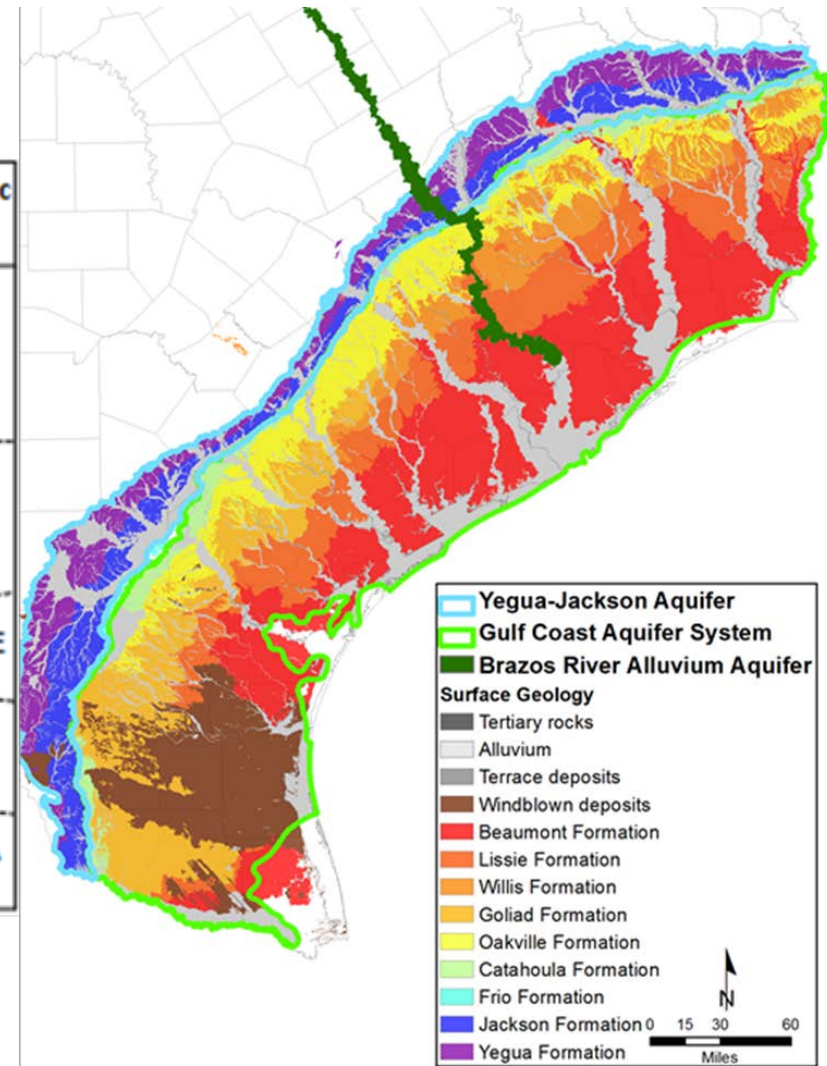 C
E
Yegua-Jackson Aquifer
Gulf Coast Aquifer System
Brazos River Alluvium Aquifer
Surface Geology
Tertiary rocks
Alluvium
Terrace deposits
Windblown deposits
Beaumont Formation
Lissie Formation
Willis Formation
Goliad Formation
Oakville Formation
Catahoula Formation
Frio Formation
Jackson Formation
Yegua Formation
N
0 15 30 60
Miles